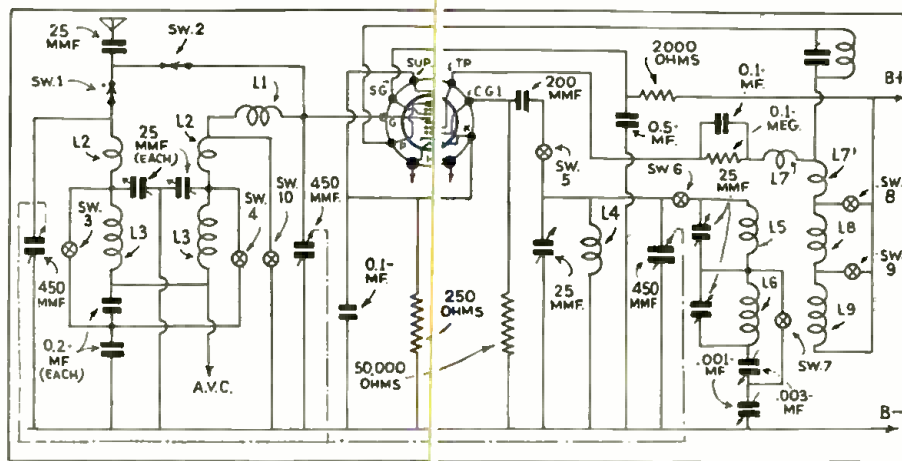 25
MMF.
SW.2
SW.1
L1
L2
L2
25
MMF
(EACH)
SW.
3
L3
L3
SW.
4
SW.
10
450
MMF.
450
MMF.
0.2-
MF
(EACH)
A.V.C.
0.1-
MF.
250
OHMS
50,000
OHMS
SUP.
TP
SG
G
P
CG1
K
200
MMF
SW.
5
25
MMF.
L4
450
MMF.
0.5-
MF.
2000
OHMS
0.1-
MF.
0.1-
MEG.
SW 6
25
MMF
L7'
L7'
L5
L6
SW.7
.001-
MF.
.003-
MF
SW.
8
L8
SW.
9
L9
B+
B-